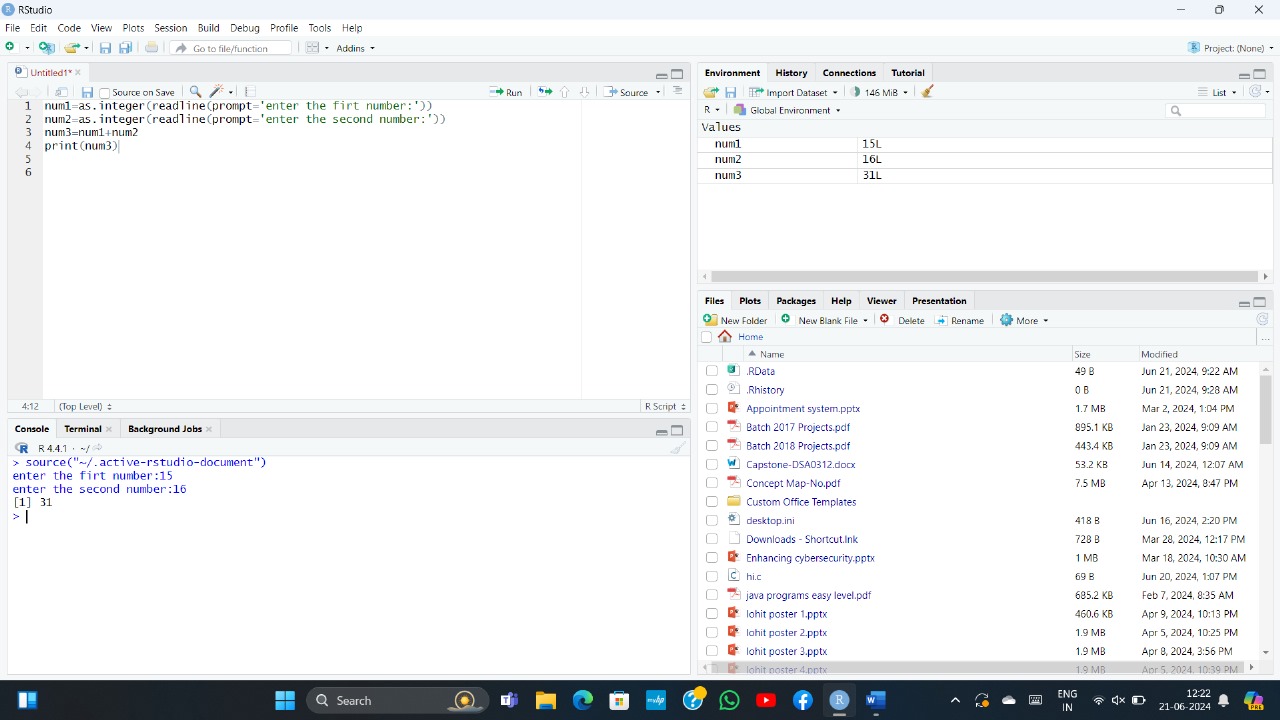 RStudio
File Edit Code View Plots Session Build Debug Profile Tools Help
Go to file/function Addins Project: (None)
Untitled1*
Source on Save Run Source
1 num1=as.integer(readline(prompt='enter the firt number:'))
2 num2=as.integer(readline(prompt='enter the second number:'))
3 num3=num1+num2
4 print(num3)
5
6
4:12 (Top Level) R Script
Console Terminal Background Jobs
R 4.4.1 · ~/
> source("~/.active-rstudio-document")
enter the firt number:15
enter the second number:16
[1] 31
>
Environment History Connections Tutorial
Import Dataset 146 MiB List
R Global Environment
Values
num1 15L
num2 16L
num3 31L
Files Plots Packages Help Viewer Presentation
New Folder New Blank File Delete Rename More
Home ...
Name Size Modified
.RData 49 B Jun 21, 2024, 9:22 AM
.Rhistory 0 B Jun 21, 2024, 9:28 AM
Appointment system.pptx 1.7 MB Mar 2, 2024, 1:04 PM
Batch 2017 Projects.pdf 895.1 KB Jan 23, 2024, 9:09 AM
Batch 2018 Projects.pdf 443.4 KB Jan 23, 2024, 9:09 AM
Capstone-DSA0312.docx 53.2 KB Jun 14, 2024, 12:07 AM
Concept Map-No.pdf 7.5 MB Apr 13, 2024, 8:47 PM
Custom Office Templates
desktop.ini 418 B Jun 16, 2024, 2:20 PM
Downloads - Shortcut.lnk 728 B Mar 28, 2024, 12:17 PM
Enhancing cybersecurity.pptx 1 MB Mar 26, 2024, 10:30 AM
hi.c 69 B Jun 20, 2024, 1:07 PM
java programs easy level.pdf 685.2 KB Feb 7, 2024, 8:35 AM
lohit poster 1.pptx 460.6 KB Apr 9, 2024, 10:13 PM
lohit poster 2.pptx 1.9 MB Apr 5, 2024, 10:25 PM
lohit poster 3.pptx 1.9 MB Apr 8, 2024, 3:56 PM
lohit poster 4.pptx 1.9 MB Apr 5, 2024, 10:39 PM
Search ENG IN 12:22 21-06-2024